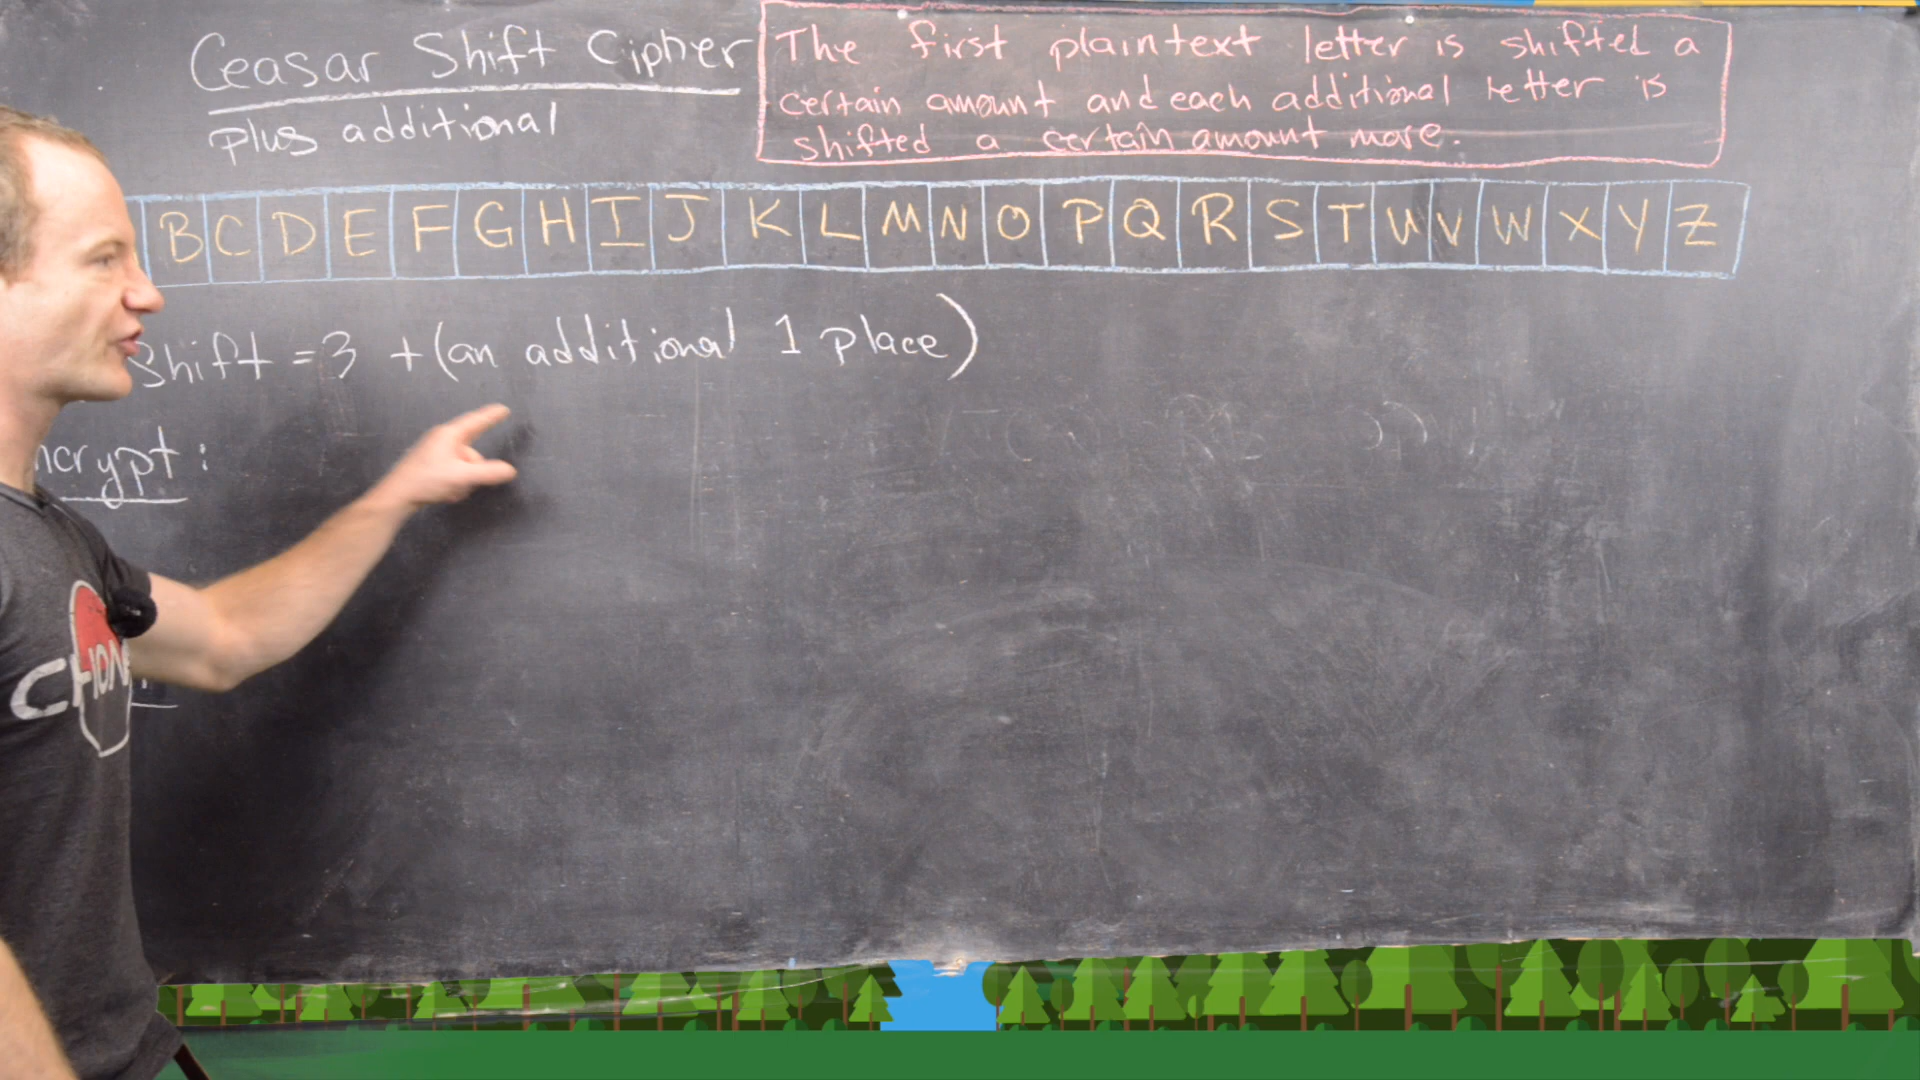 Ceasar Shift Cipher
plus additional
The first plaintext letter is shifted a
certain amount and each additional letter is
shifted a certain amount more.
B C D E F G H I J K L M N O P Q R S T U V W X Y Z
Shift = 3 + (an additional 1 place)
ncrypt: